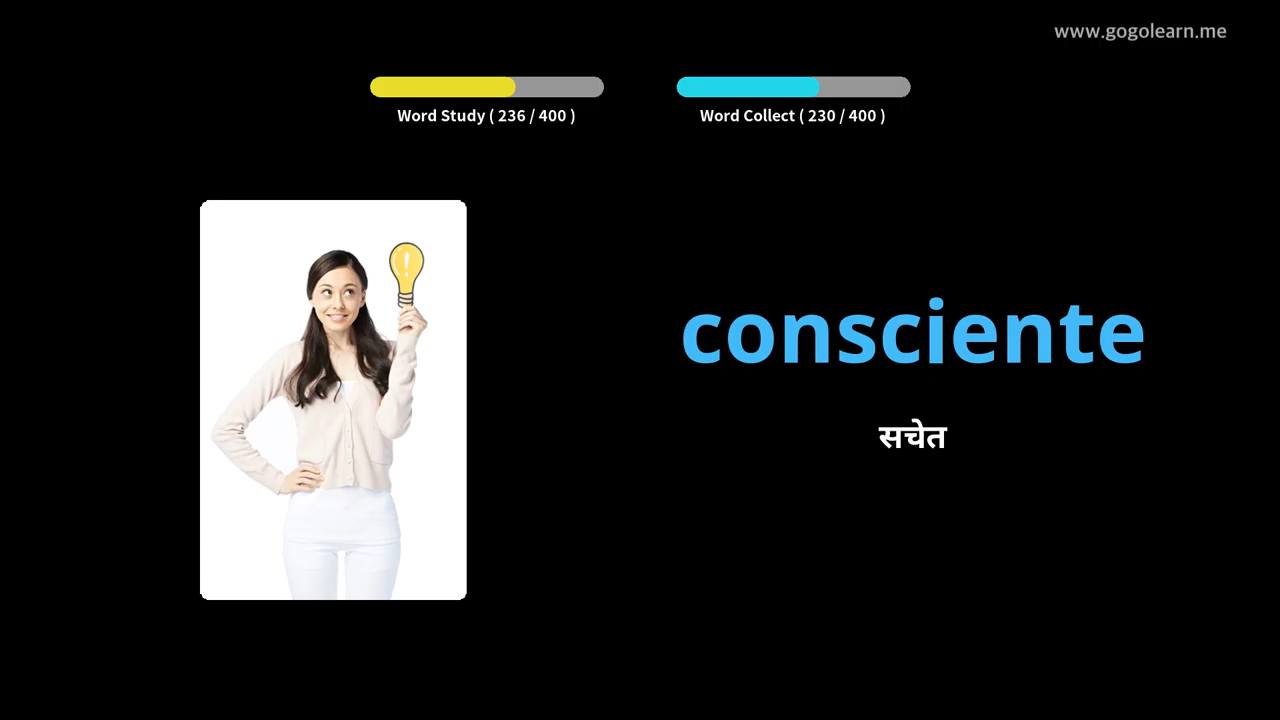 www.gogolearn.me
Word Study ( 236 / 400 )
Word Collect ( 230 / 400 )
consciente
सचेत